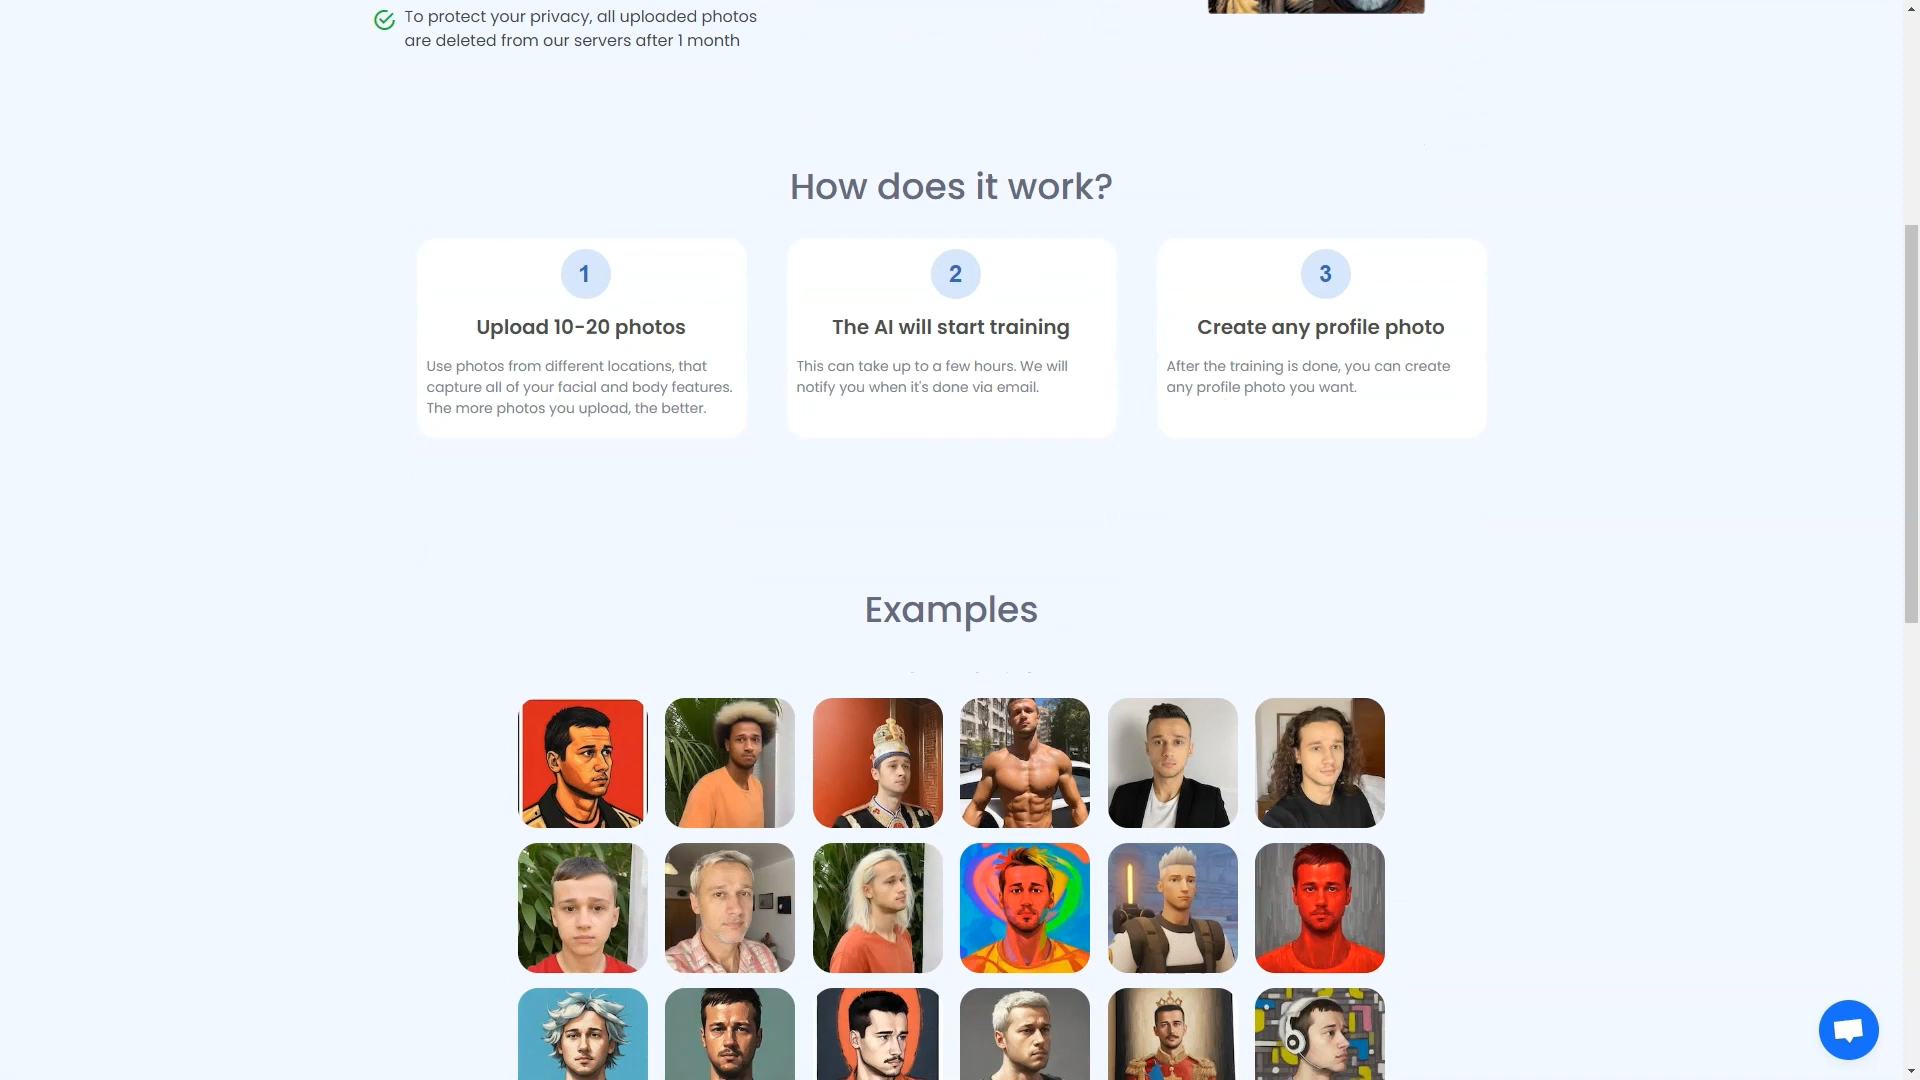 To protect your privacy, all uploaded photos
are deleted from our servers after 1 month
How does it work?
1
Upload 10-20 photos
Use photos from different locations, that
capture all of your facial and body features.
The more photos you upload, the better.
2
The AI will start training
This can take up to a few hours. We will
notify you when it's done via email.
3
Create any profile photo
After the training is done, you can create
any profile photo you want.
Examples